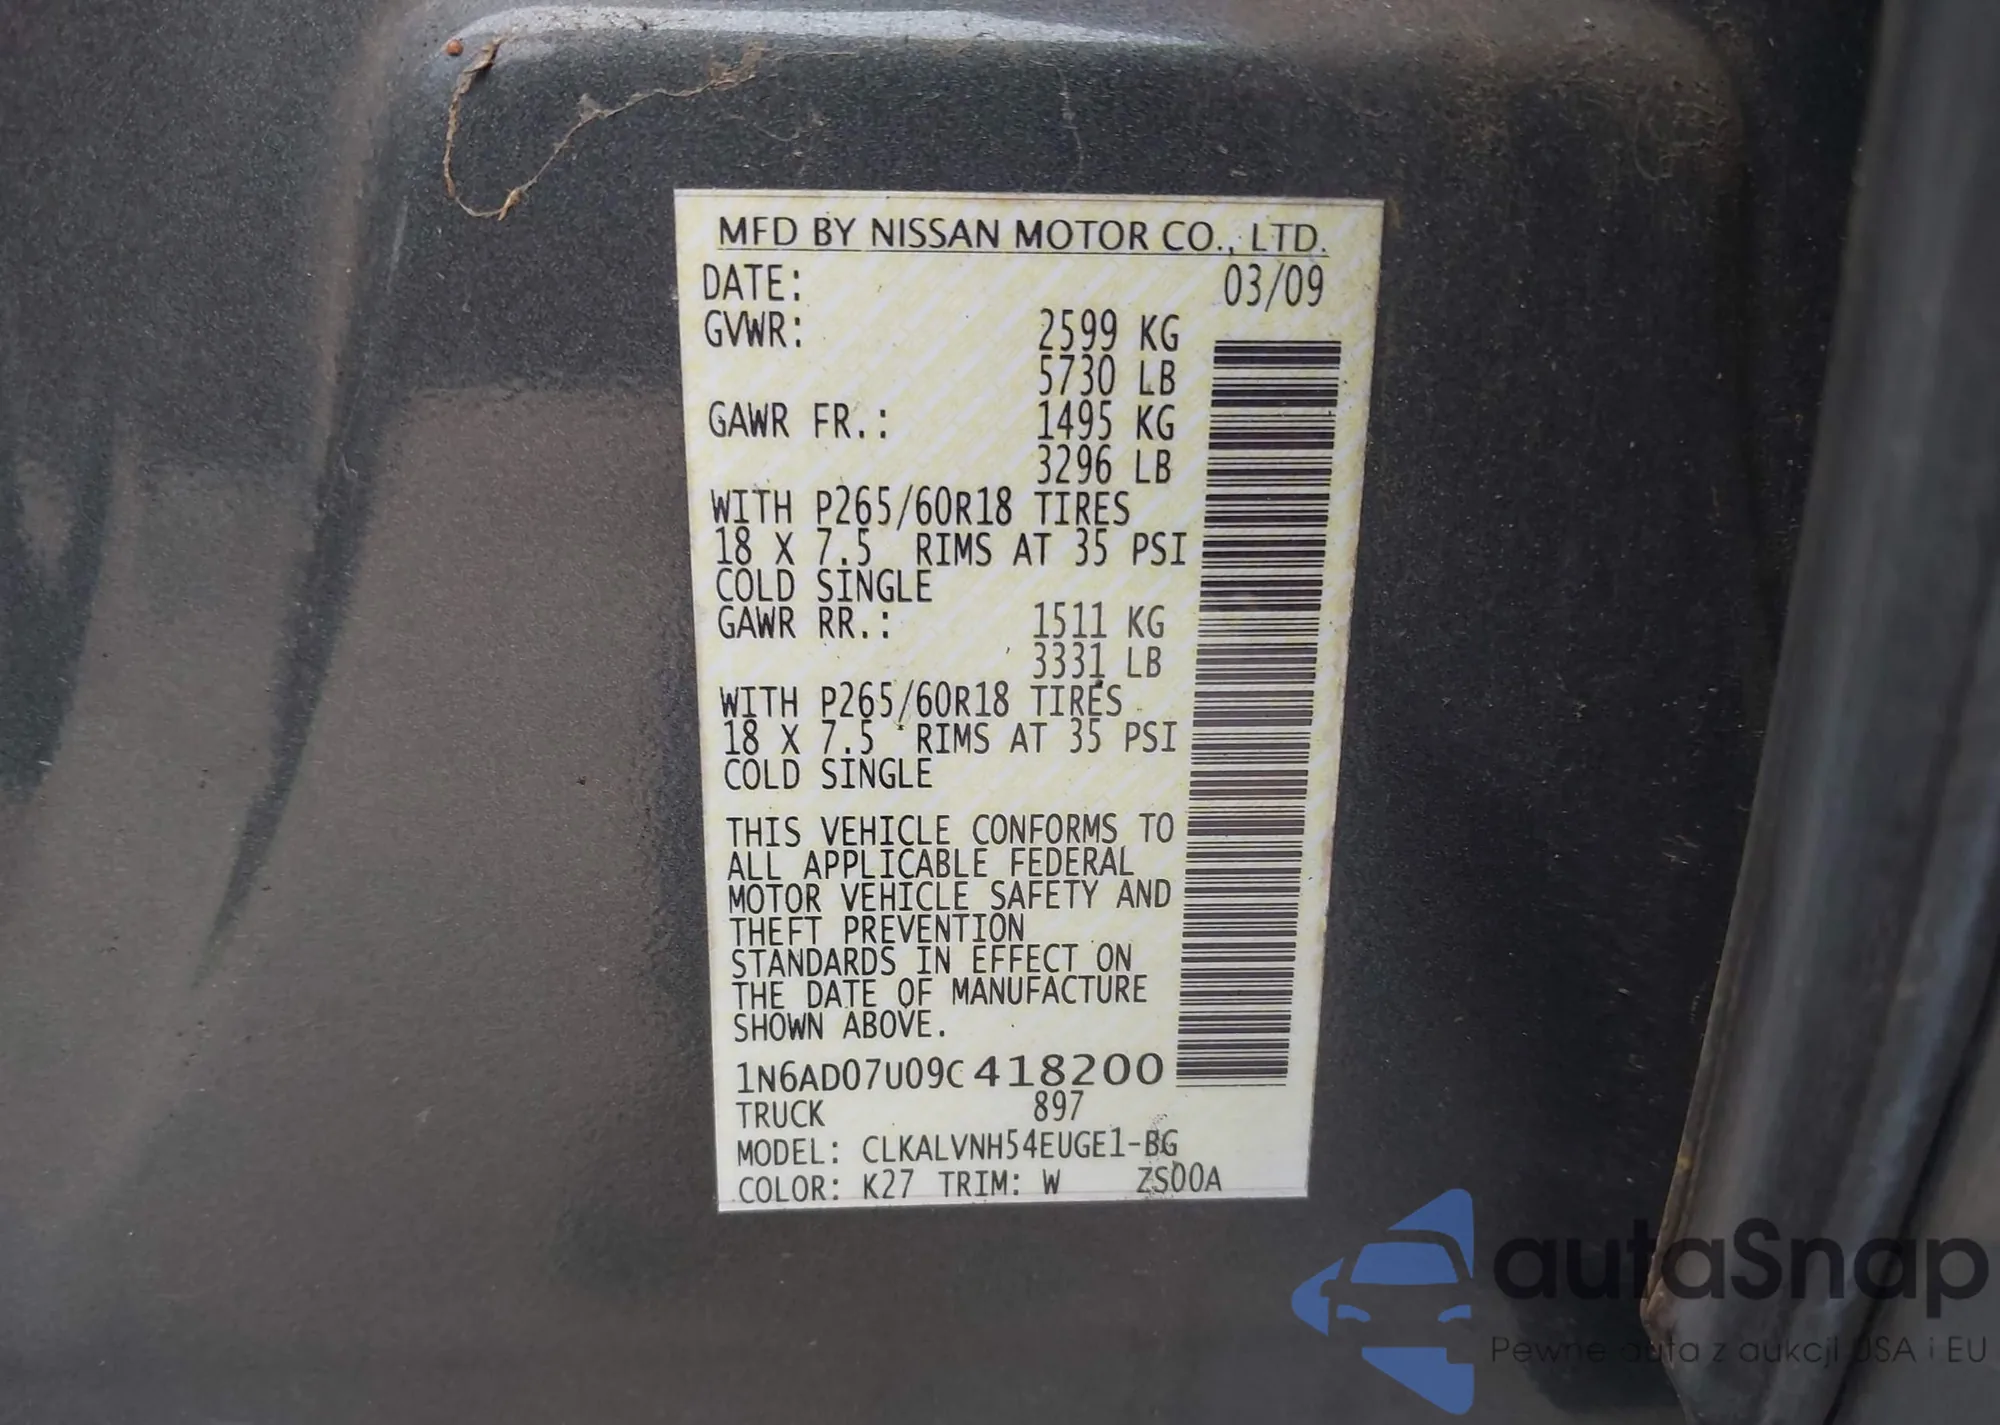 MFD BY NISSAN MOTOR CO., LTD.
DATE: 03/09
GVWR: 2599 KG
5730 LB
GAWR FR.: 1495 KG
3296 LB
WITH P265/60R18 TIRES
18 X 7.5 RIMS AT 35 PSI
COLD SINGLE
GAWR RR.: 1511 KG
3331 LB
WITH P265/60R18 TIRES
18 X 7.5 RIMS AT 35 PSI
COLD SINGLE
THIS VEHICLE CONFORMS TO
ALL APPLICABLE FEDERAL
MOTOR VEHICLE SAFETY AND
THEFT PREVENTION
STANDARDS IN EFFECT ON
THE DATE OF MANUFACTURE
SHOWN ABOVE.
1N6AD07U09C418200
TRUCK 897
MODEL: CLKALVNH54EUGE1-BG
COLOR: K27 TRIM: W ZS00A
autaSnap
Pewne auta z aukcji USA i EU